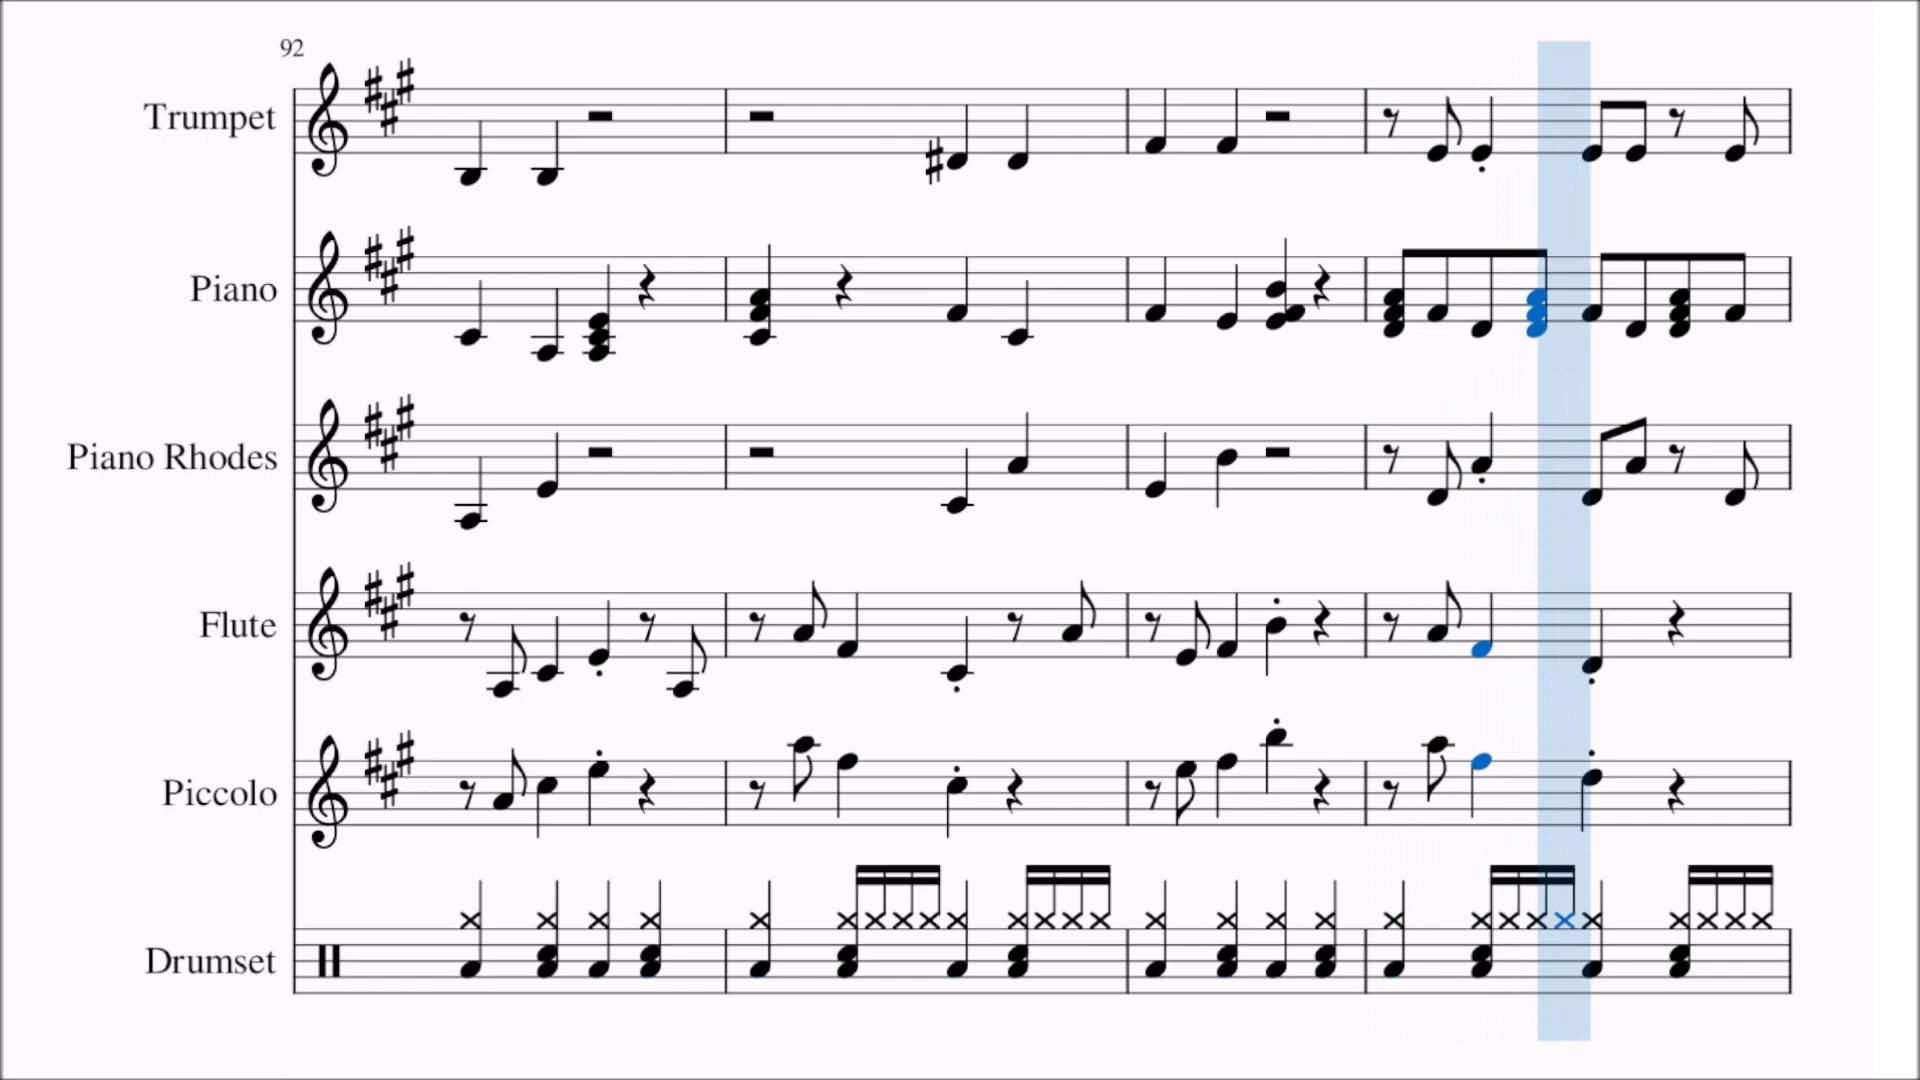 92
Trumpet
Piano
Piano Rhodes
Flute
Piccolo
Drumset